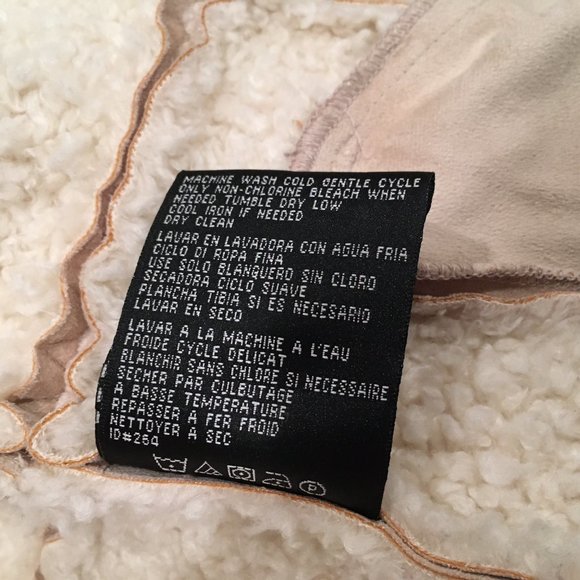 MACHINE WASH COLD GENTLE CYCLE
ONLY NON-CHLORINE BLEACH WHEN
NEEDED TUMBLE DRY LOW
COOL IRON IF NEEDED
DRY CLEAN
LAVAR EN LAVADORA CON AGUA FRIA
CICLO DI ROPA FINA
USE SOLO BLANQUERO SIN CLORO
SEGADORA CICLO SUAVE
PLANCHA TIBIA SI ES NECESARIO
LAVAR EN SECO
LAVAR A LA MACHINE A L'EAU
FROIDE CYCLE DELICAT
BLANCHIR SANS CHLORE SI NECESSAIRE
SECHER PAR CULBUTAGE
A BASSE TEMPERATURE
REPASSER A FER FROID
NETTOYER A SEC
ID#264
P